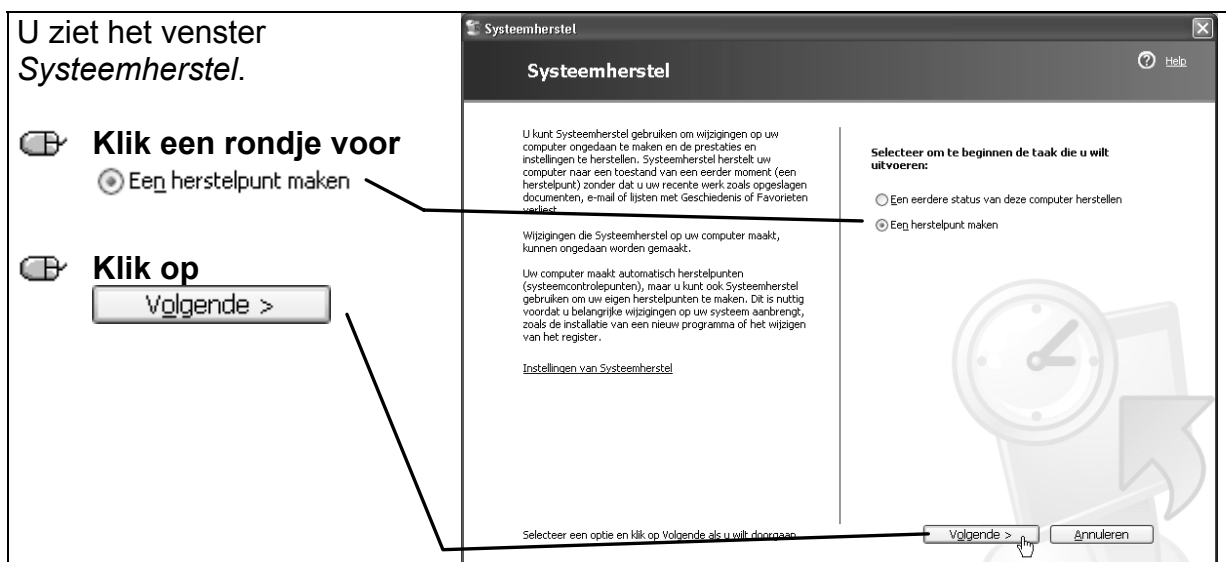 U ziet het venster
Systeemherstel.
Klik een rondje voor
Een herstelpunt maken
Klik op
Volgende >
Systeemherstel
Systeemherstel
Help
U kunt Systeemherstel gebruiken om wijzigingen op uw
computer ongedaan te maken en de prestaties en
instellingen te herstellen. Systeemherstel herstelt uw
computer naar een toestand van een eerder moment (een
herstelpunt) zonder dat u uw recente werk zoals opgeslagen
documenten, e-mail of lijsten met Geschiedenis of Favorieten
verliest.
Wijzigingen die Systeemherstel op uw computer maakt,
kunnen ongedaan worden gemaakt.
Uw computer maakt automatisch herstelpunten
(systeemcontrolepunten), maar u kunt ook Systeemherstel
gebruiken om uw eigen herstelpunten te maken. Dit is nuttig
voordat u belangrijke wijzigingen op uw systeem aanbrengt,
zoals de installatie van een nieuw programma of het wijzigen
van het register.
Instellingen van Systeemherstel
Selecteer om te beginnen de taak die u wilt
uitvoeren:
Een eerdere status van deze computer herstellen
Een herstelpunt maken
Selecteer een optie en klik op Volgende als u wilt doorgaan.
Volgende >
Annuleren